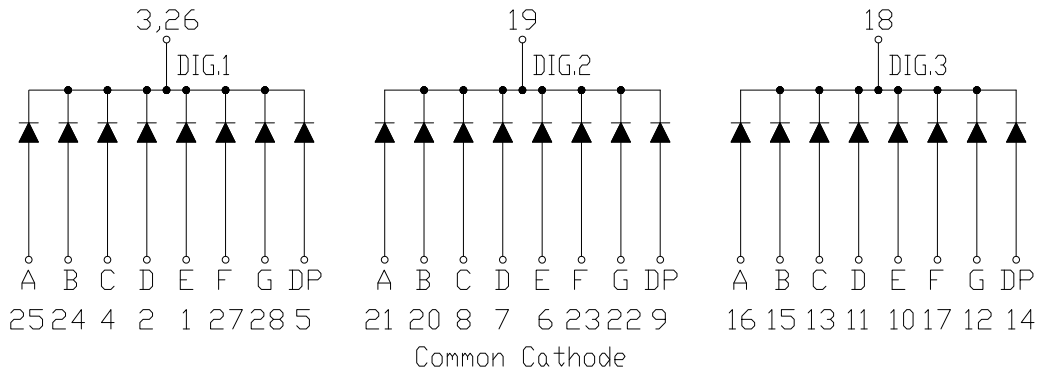 3,26 19 18
DIG.1 DIG.2 DIG.3
A B C D E F G DP A B C D E F G DP A B C D E F G DP
25 24 4 2 1 27 28 5 21 20 8 7 6 23 22 9 16 15 13 11 10 17 12 14
Common Cathode